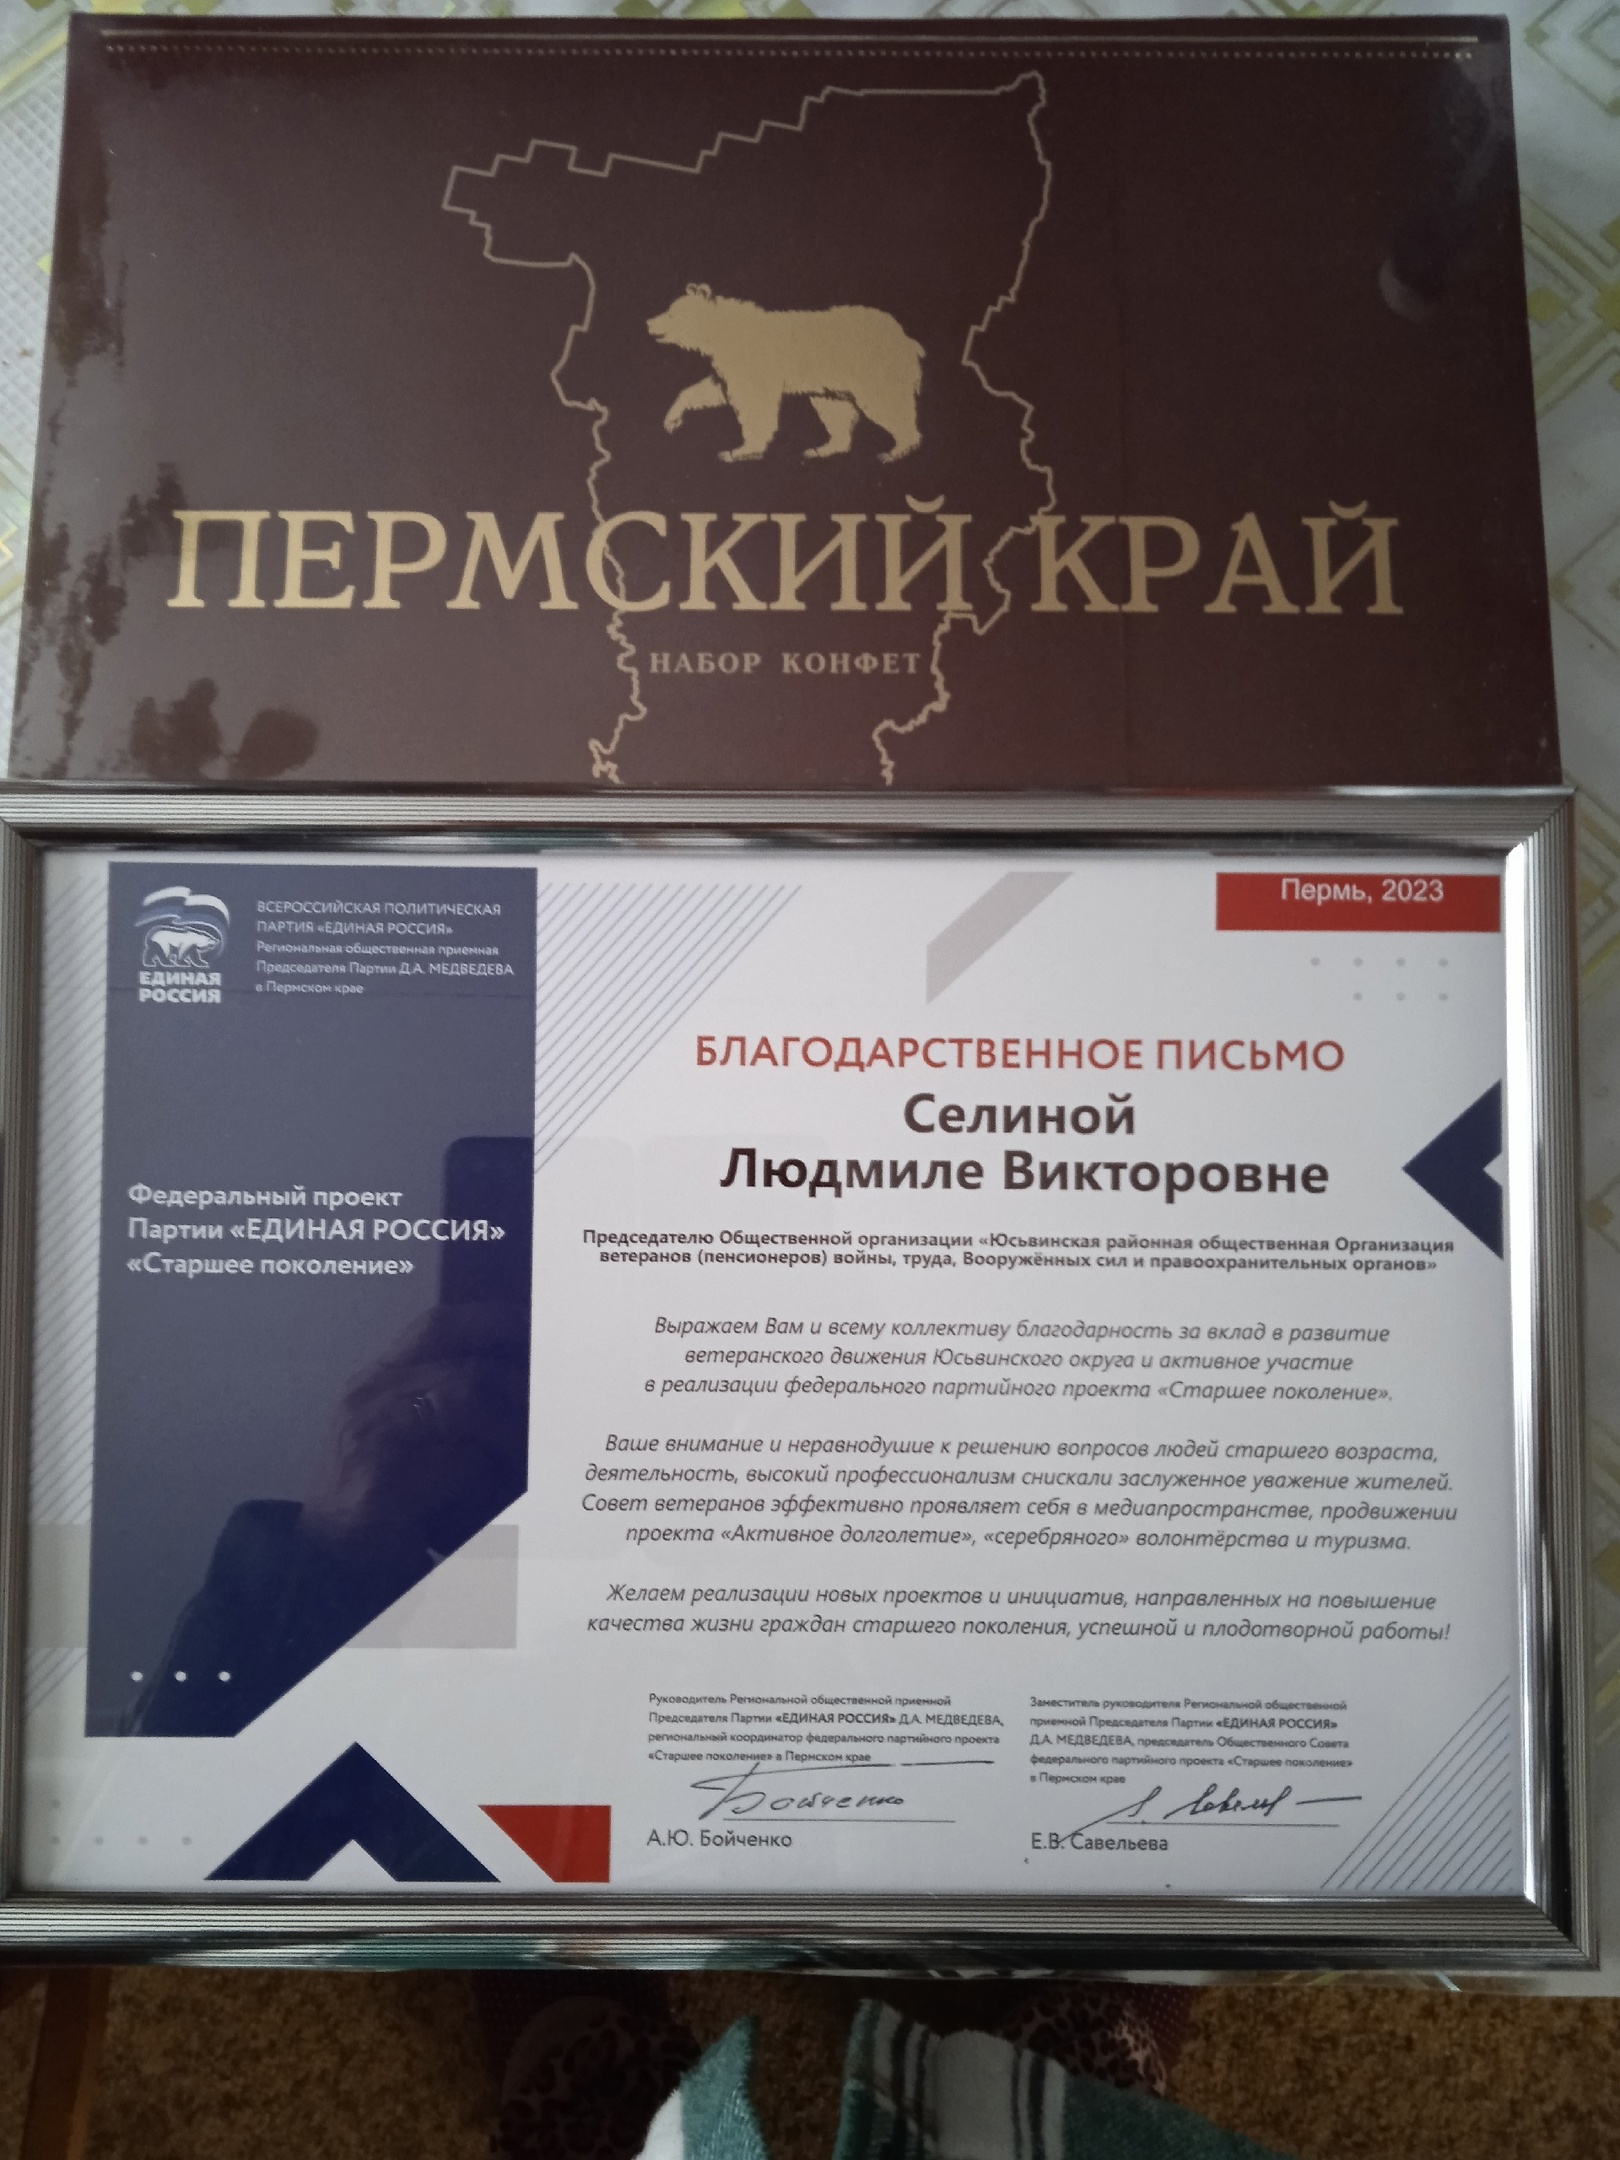 ПЕРМСКИЙ КРАЙ
НАБОР КОНФЕТ
ЕДИНАЯ
РОССИЯ
ВСЕРОССИЙСКАЯ ПОЛИТИЧЕСКАЯ
ПАРТИЯ «ЕДИНАЯ РОССИЯ»
Региональная общественная приемная
Председателя Партии Д.А. МЕДВЕДЕВА
в Пермском крае
Федеральный проект
Партии «ЕДИНАЯ РОССИЯ»
«Старшее поколение»
Пермь, 2023
БЛАГОДАРСТВЕННОЕ ПИСЬМО
Селиной
Людмиле Викторовне
Председателю Общественной организации «Юсьвинская районная общественная Организация
ветеранов (пенсионеров) войны, труда, Вооружённых сил и правоохранительных органов»
Выражаем Вам и всему коллективу благодарность за вклад в развитие
ветеранского движения Юсьвинского округа и активное участие
в реализации федерального партийного проекта «Старшее поколение».
Ваше внимание и неравнодушие к решению вопросов людей старшего возраста,
деятельность, высокий профессионализм снискали заслуженное уважение жителей.
Совет ветеранов эффективно проявляет себя в медиапространстве, продвижении
проекта «Активное долголетие», «серебряного» волонтёрства и туризма.
Желаем реализации новых проектов и инициатив, направленных на повышение
качества жизни граждан старшего поколения, успешной и плодотворной работы!
Руководитель Региональной общественной приемной
Председателя Партии «ЕДИНАЯ РОССИЯ» Д.А. МЕДВЕДЕВА,
региональный координатор федерального партийного проекта
«Старшее поколение» в Пермском крае
Бойченко
А.Ю. Бойченко
Заместитель руководителя Региональной общественной
приемной Председателя Партии «ЕДИНАЯ РОССИЯ»
Д.А. МЕДВЕДЕВА, председатель Общественного Совета
федерального партийного проекта «Старшее поколение»
в Пермском крае
Е.В. Савельева